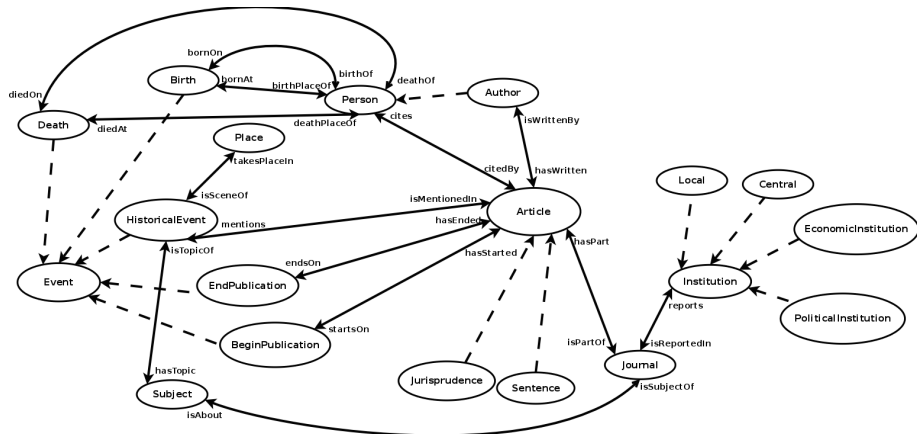 bornOn
Birth
bornAt
birthOf
birthPlaceOf
deathOf
Person
Author
diedOn
Death
diedAt
deathPlaceOf
cites
isWrittenBy
Place
takesPlaceIn
citedBy
hasWritten
isSceneOf
isMentionedIn
Local
Central
HistoricalEvent
mentions
hasEnded
Article
EconomicInstitution
isTopicOf
hasStarted
hasPart
endsOn
Event
EndPublication
Institution
reports
PoliticalInstitution
startsOn
BeginPublication
isPartOf
isReportedIn
hasTopic
Jurisprudence
Sentence
Journal
isSubjectOf
Subject
isAbout